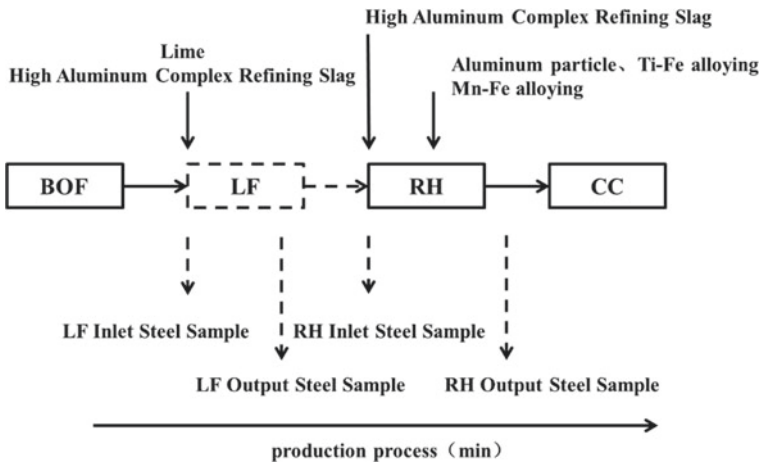 High Aluminum Complex Refining Slag
Lime
High Aluminum Complex Refining Slag
Aluminum particle、Ti-Fe alloying
Mn-Fe alloying
BOF
LF
RH
CC
LF Inlet Steel Sample
RH Inlet Steel Sample
LF Output Steel Sample
RH Output Steel Sample
production process（min）